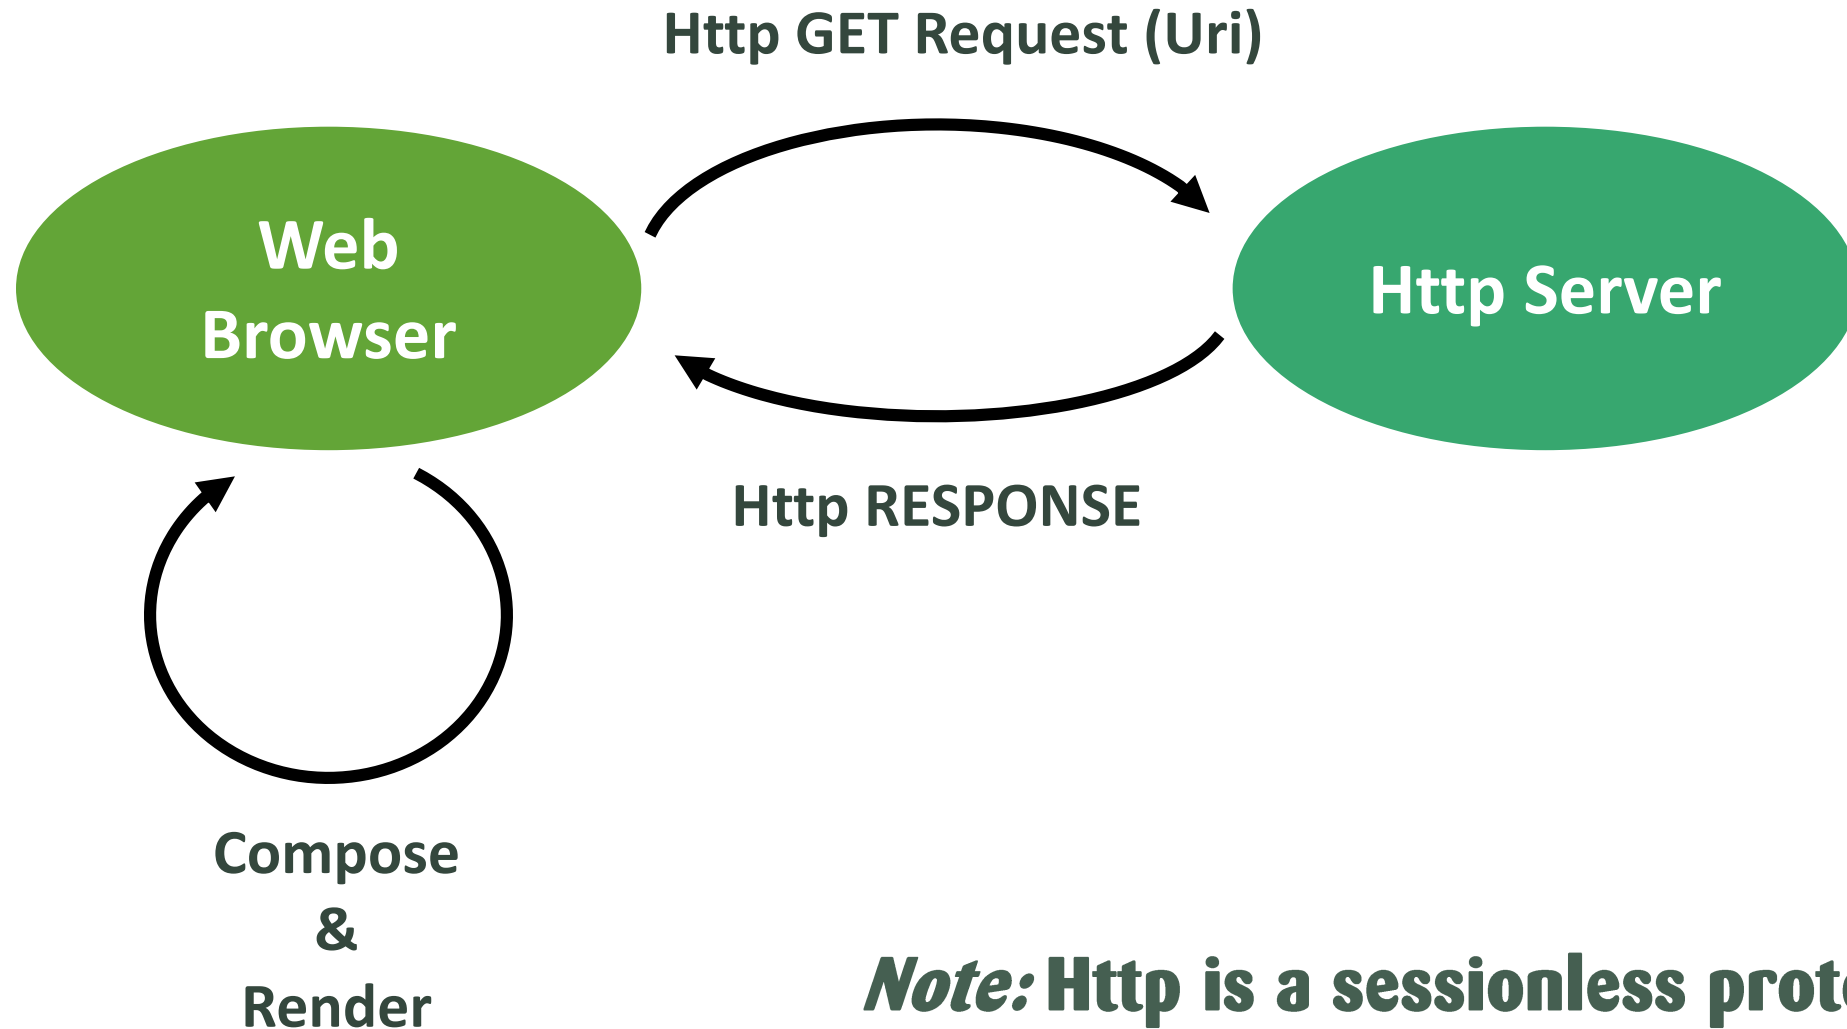 Http GET Request (Uri)
Web
Browser
Http Server
Http RESPONSE
Compose
&
Render
Note: Http is a sessionless